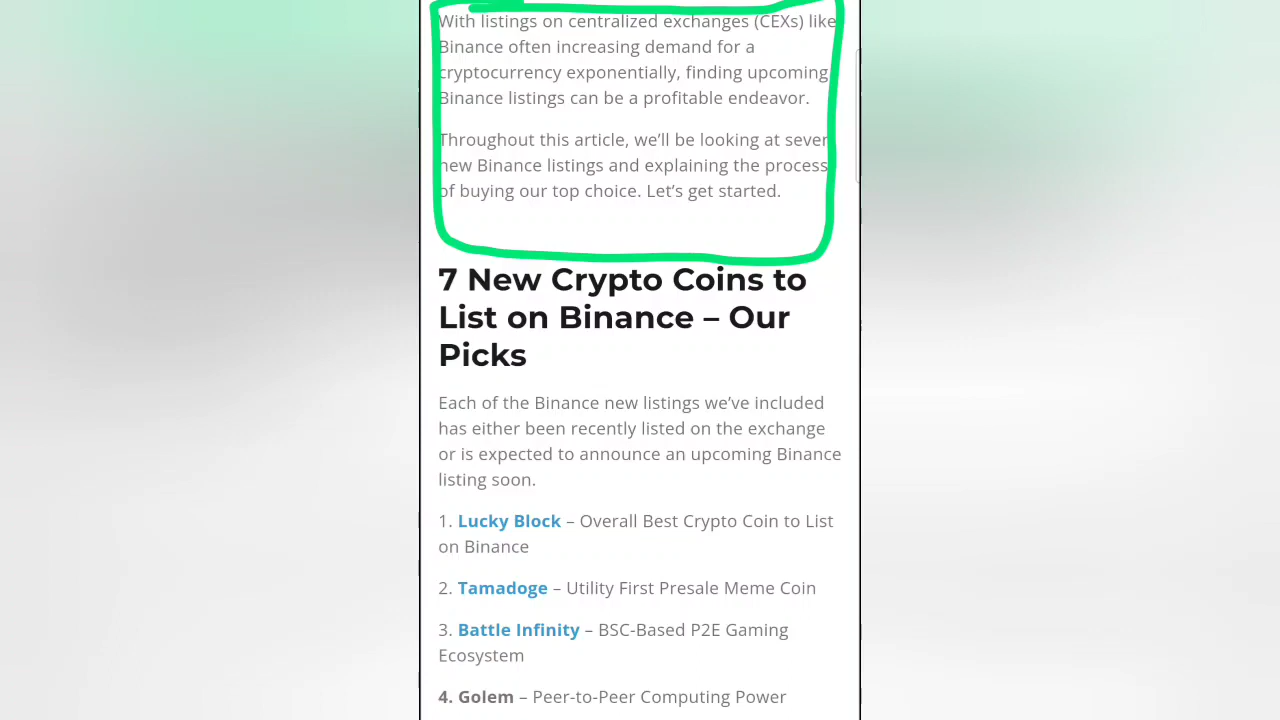 With listings on centralized exchanges (CEXs) like
Binance often increasing demand for a
cryptocurrency exponentially, finding upcoming
Binance listings can be a profitable endeavor.
Throughout this article, we'll be looking at sever
new Binance listings and explaining the process
of buying our top choice. Let's get started.
7 New Crypto Coins to
List on Binance – Our
Picks
Each of the Binance new listings we've included
has either been recently listed on the exchange
or is expected to announce an upcoming Binance
listing soon.
1. Lucky Block – Overall Best Crypto Coin to List
on Binance
2. Tamadoge – Utility First Presale Meme Coin
3. Battle Infinity – BSC-Based P2E Gaming
Ecosystem
4. Golem – Peer-to-Peer Computing Power